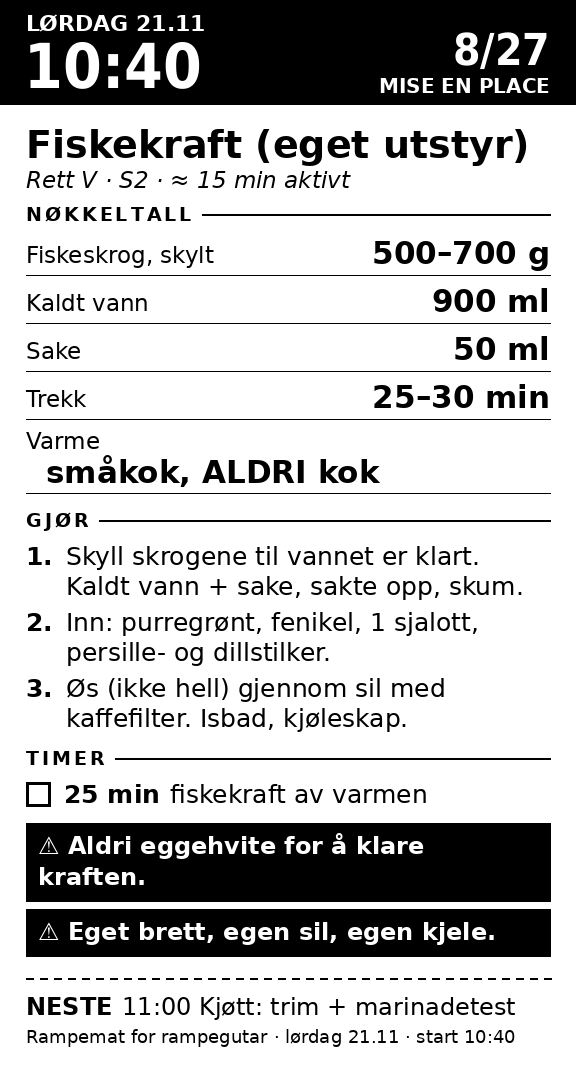 LØRDAG 21.11
10:40
8/27
MISE EN PLACE
Fiskekraft (eget utstyr)
Rett V · S2 · ≈ 15 min aktivt
NØKKELTALL
Fiskeskrog, skylt 500–700 g
Kaldt vann 900 ml
Sake 50 ml
Trekk 25–30 min
Varme
småkok, ALDRI kok
GJØR
1. Skyll skrogene til vannet er klart.
Kaldt vann + sake, sakte opp, skum.
2. Inn: purregrønt, fenikel, 1 sjalott,
persille- og dillstilker.
3. Øs (ikke hell) gjennom sil med
kaffefilter. Isbad, kjøleskap.
TIMER
☐ 25 min fiskekraft av varmen
⚠ Aldri eggehvite for å klare
kraften.
⚠ Eget brett, egen sil, egen kjele.
NESTE 11:00 Kjøtt: trim + marinadetest
Rampemat for rampegutar · lørdag 21.11 · start 10:40